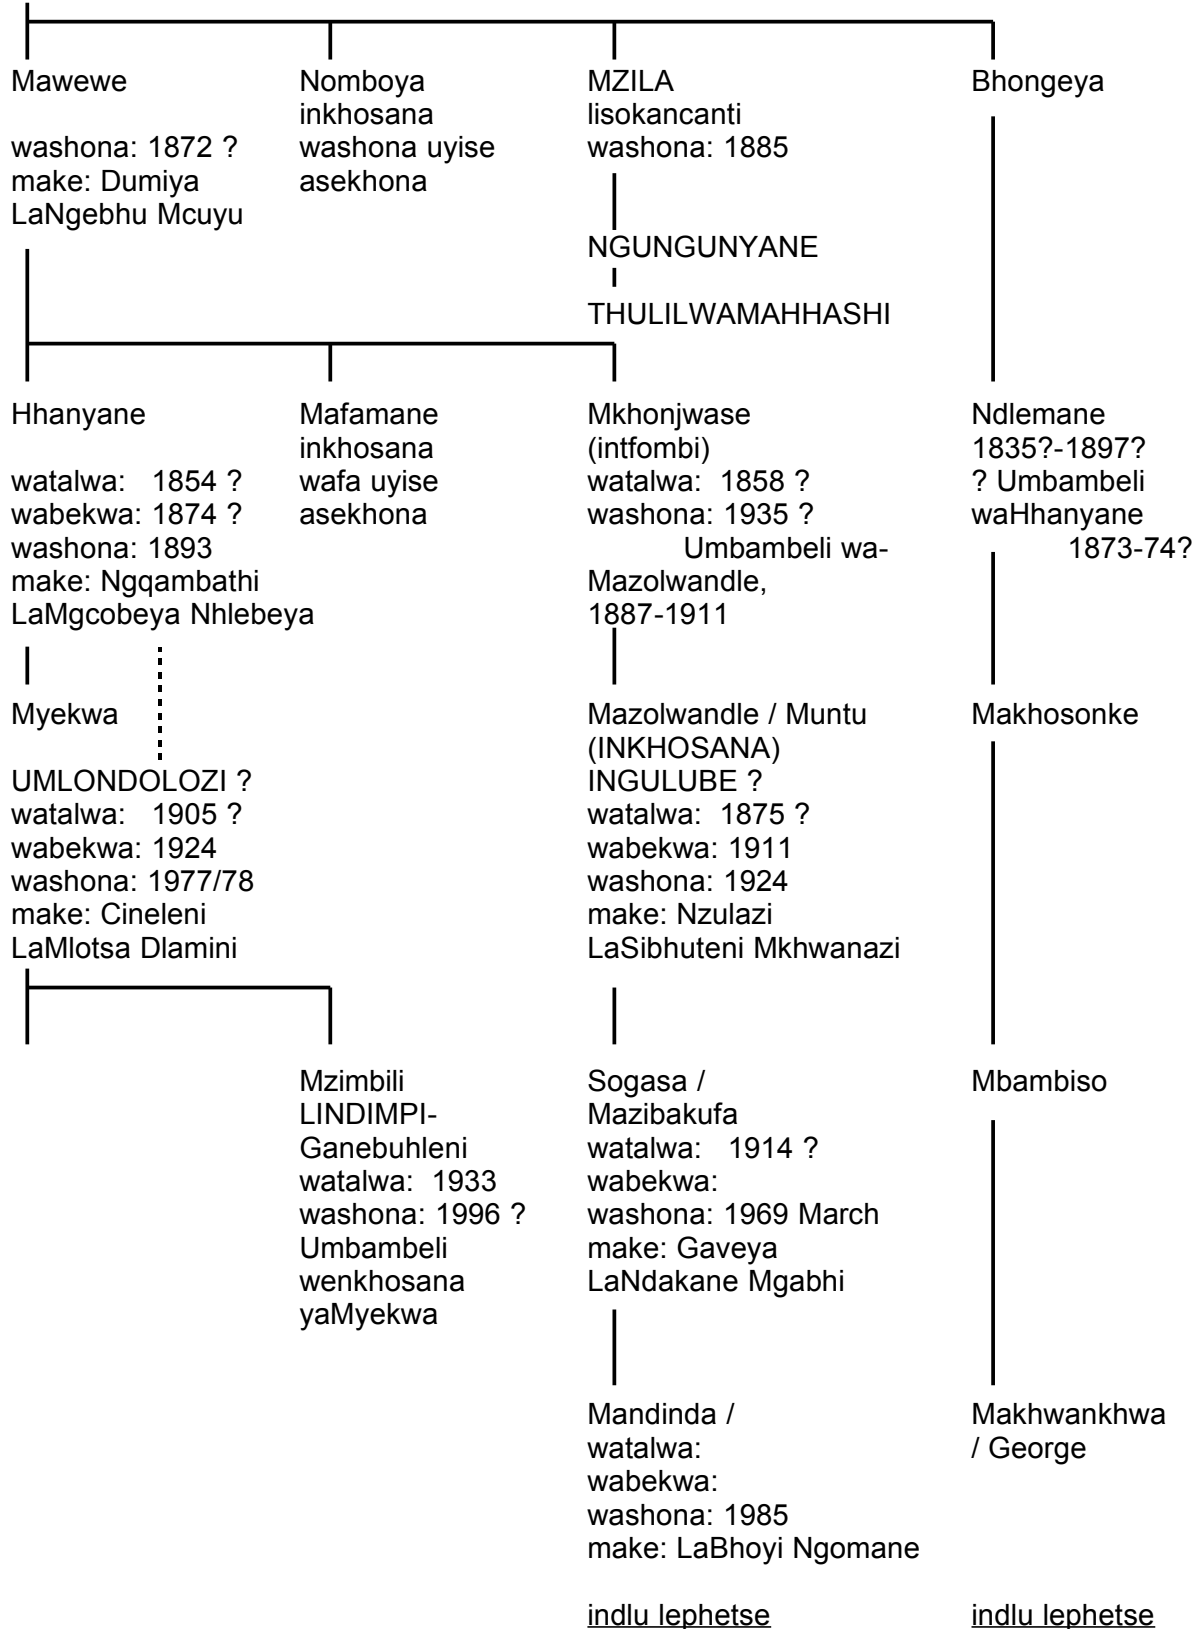 Mawewe
washona: 1872 ?
make: Dumiya
LaNgebhu Mcuyu
Nomboya
inkhosana
washona uyise
asekhona
MZILA
lisokancanti
washona: 1885
NGUNGUNYANE
THULILWAMAHHASHI
Bhongeya
Hhanyane
watalwa: 1854 ?
wabekwa: 1874 ?
washona: 1893
make: Ngqambathi
LaMgcobeya Nhlebeya
Mafamane
inkhosana
wafa uyise
asekhona
Mkhonjwase
(intfombi)
watalwa: 1858 ?
washona: 1935 ?
Umbambeli wa-
Mazolwandle,
1887-1911
Ndlemane
1835?-1897?
? Umbambeli
waHhanyane
1873-74?
Myekwa
UMLONDOLOZI ?
watalwa: 1905 ?
wabekwa: 1924
washona: 1977/78
make: Cineleni
LaMlotsa Dlamini
Mazolwandle / Muntu
(INKHOSANA)
INGULUBE ?
watalwa: 1875 ?
wabekwa: 1911
washona: 1924
make: Nzulazi
LaSibhuteni Mkhwanazi
Makhosonke
Mzimbili
LINDIMPI-
Ganebuhleni
watalwa: 1933
washona: 1996 ?
Umbambeli
wenkhosana
yaMyekwa
Sogasa /
Mazibakufa
watalwa: 1914 ?
wabekwa:
washona: 1969 March
make: Gaveya
LaNdakane Mgabhi
Mbambiso
Mandinda /
watalwa:
wabekwa:
washona: 1985
make: LaBhoyi Ngomane
Makhwankhwa
/ George
indlu lephetse
indlu lephetse